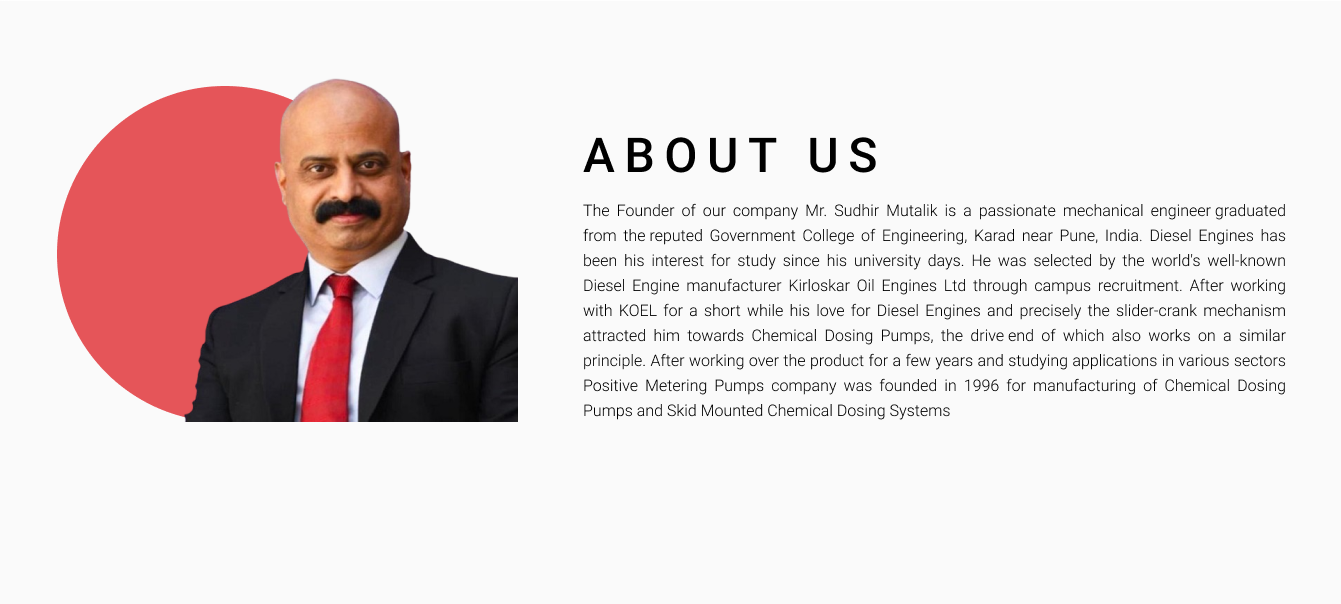 ABOUT US
The Founder of our company Mr. Sudhir Mutalik is a passionate mechanical engineer graduated
from the reputed Government College of Engineering, Karad near Pune, India. Diesel Engines has
been his interest for study since his university days. He was selected by the world's well-known
Diesel Engine manufacturer Kirloskar Oil Engines Ltd through campus recruitment. After working
with KOEL for a short while his love for Diesel Engines and precisely the slider-crank mechanism
attracted him towards Chemical Dosing Pumps, the drive end of which also works on a similar
principle. After working over the product for a few years and studying applications in various sectors
Positive Metering Pumps company was founded in 1996 for manufacturing of Chemical Dosing
Pumps and Skid Mounted Chemical Dosing Systems